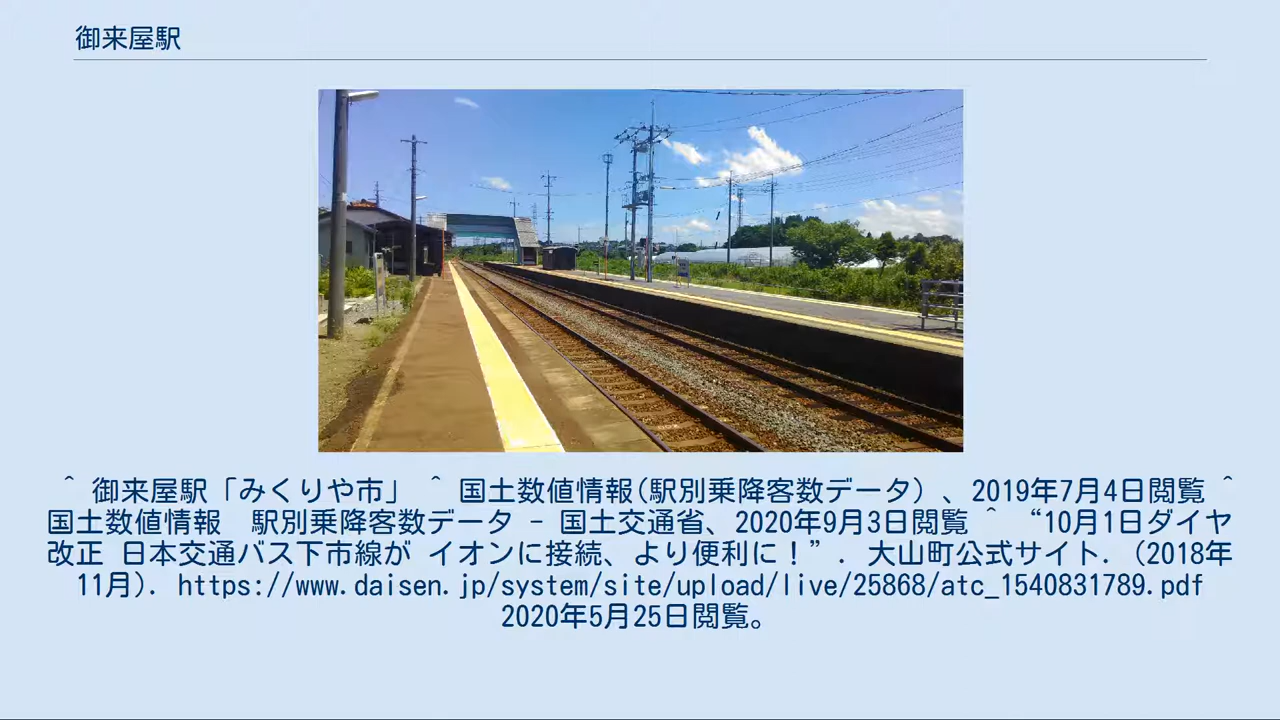 御来屋駅
^ 御来屋駅「みくりや市」 ^ 国土数値情報(駅別乗降客数データ) 、2019年7月4日閲覧 ^
国土数値情報　駅別乗降客数データ - 国土交通省、2020年9月3日閲覧 ^ “10月1日ダイヤ
改正 日本交通バス下市線が イオンに接続、より便利に！”. 大山町公式サイト. (2018年
11月). https://www.daisen.jp/system/site/upload/live/25868/atc_1540831789.pdf
2020年5月25日閲覧。